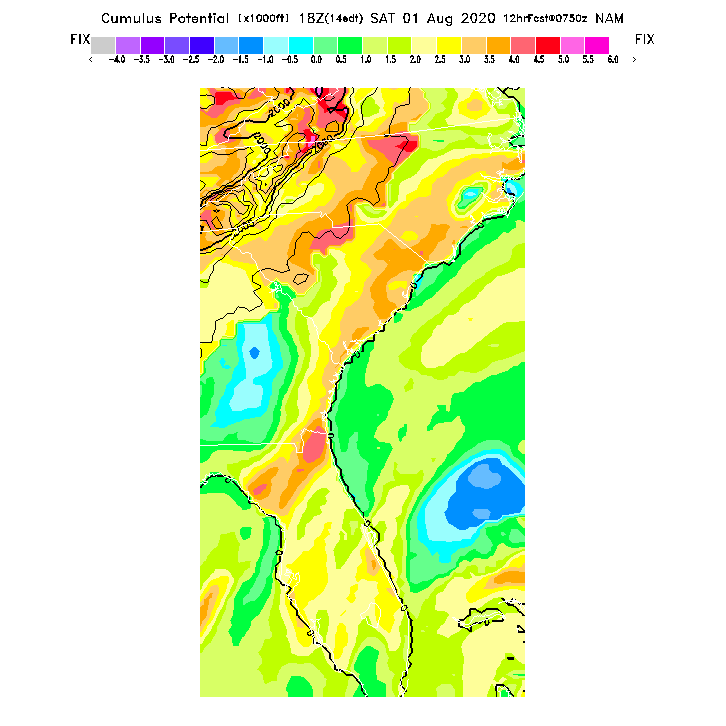 Cumulus Potential [x1000ft] 18Z(14edt) SAT 01 Aug 2020 12hrFcst@0750z NAM
FIX FIX
< -4.0 -3.5 -3.0 -2.5 -2.0 -1.5 -1.0 -0.5 0.0 0.5 1.0 1.5 2.0 2.5 3.0 3.5 4.0 4.5 5.0 5.5 6.0 >
2000
2000